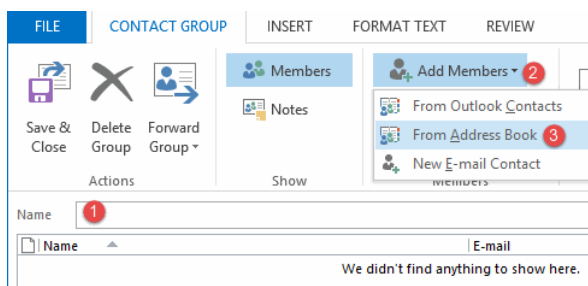 FILE CONTACT GROUP INSERT FORMAT TEXT REVIEW
Members Add Members 2
Notes From Outlook Contacts
From Address Book 3
New E-mail Contact
Save & Delete Forward
Close Group Group
Actions Show
Name 1
Name E-mail
We didn't find anything to show here.